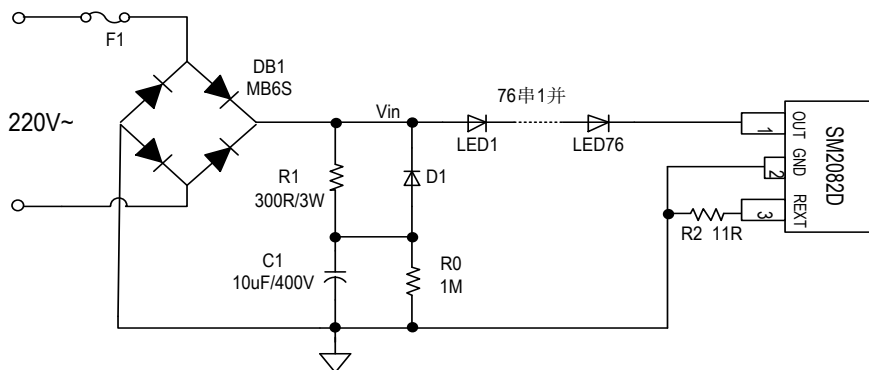 F1
DB1
MB6S
220V~
Vin
76串1并
LED1
LED76
OUT
GND
REXT
1
2
3
SM2082D
R1
300R/3W
D1
R2 11R
C1
10uF/400V
R0
1M